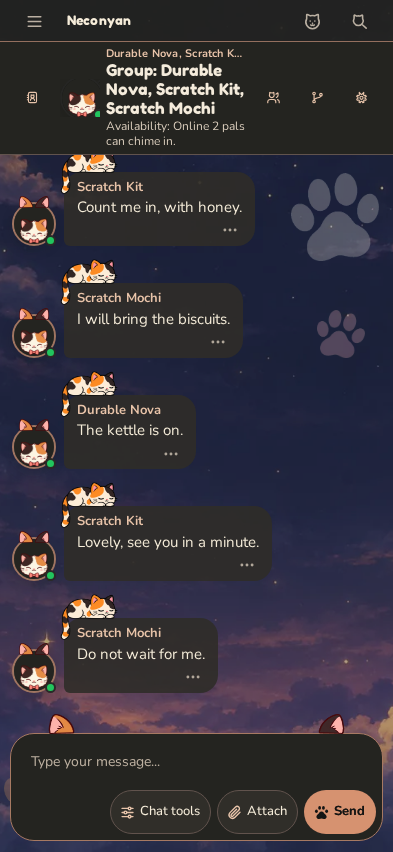 Neconyan
Durable Nova, Scratch K...
Group: Durable
Nova, Scratch Kit,
Scratch Mochi
Availability: Online 2 pals
can chime in.
Scratch Kit
Count me in, with honey.
Scratch Mochi
I will bring the biscuits.
Durable Nova
The kettle is on.
Scratch Kit
Lovely, see you in a minute.
Scratch Mochi
Do not wait for me.
Type your message...
Chat tools
Attach
Send